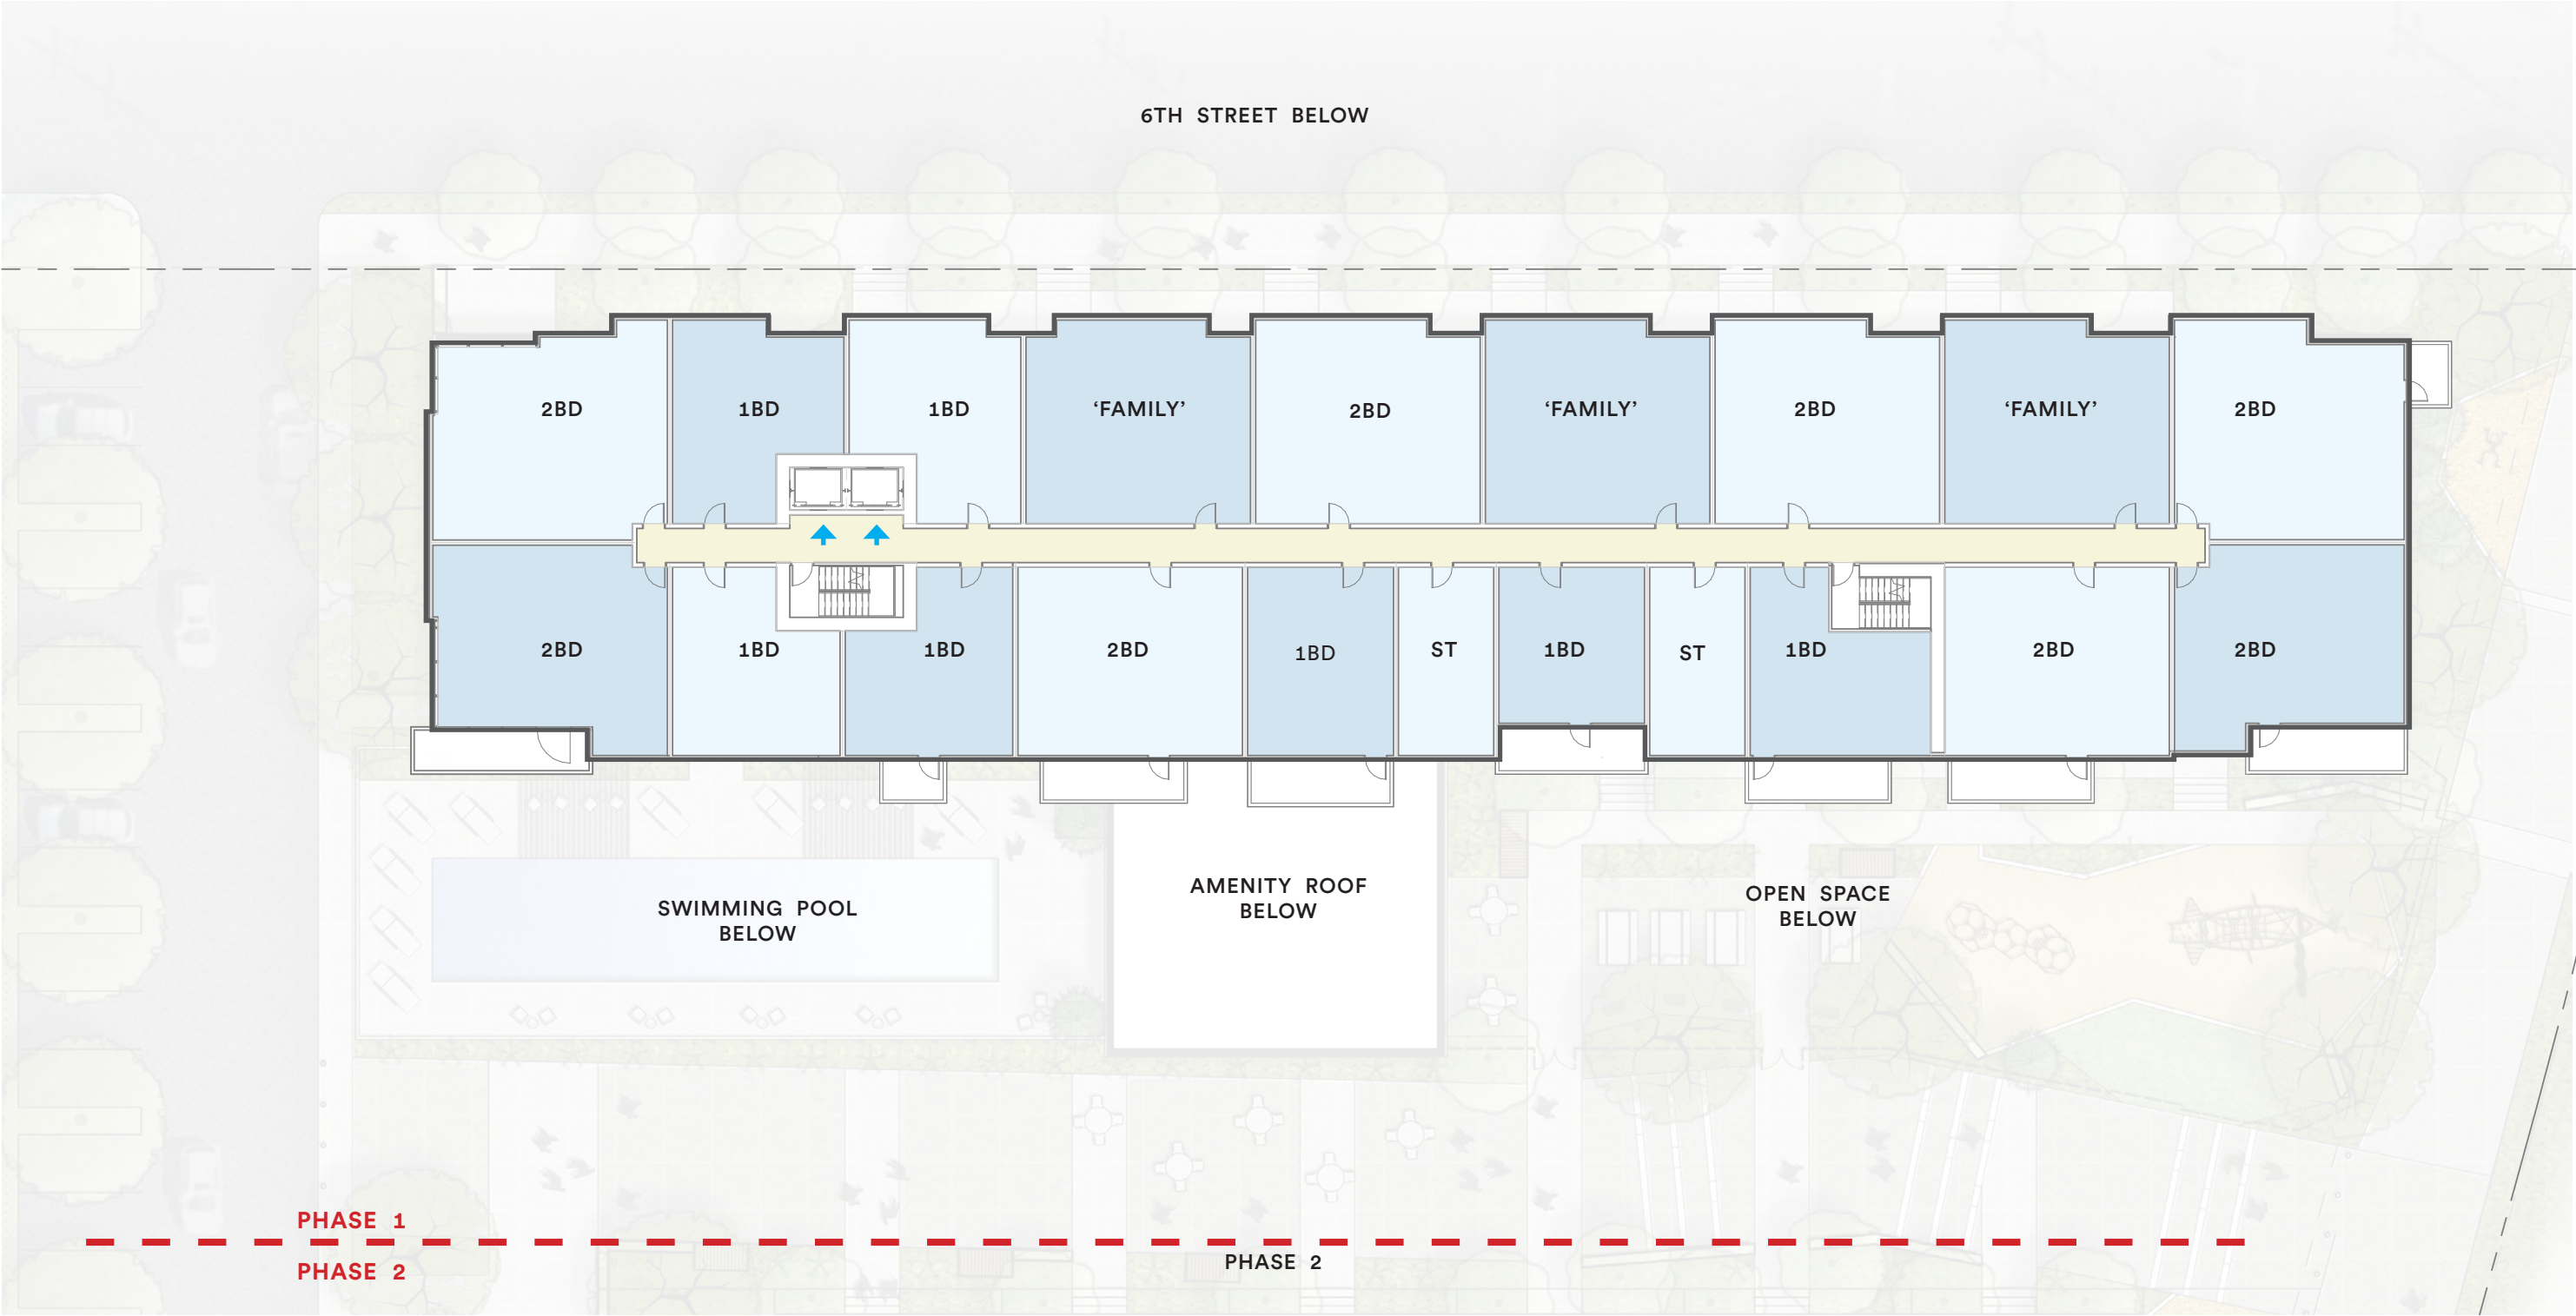 6TH STREET BELOW
2BD
1BD
1BD
‘FAMILY’
2BD
‘FAMILY’
2BD
‘FAMILY’
2BD
2BD
1BD
1BD
2BD
1BD
ST
1BD
ST
1BD
2BD
2BD
SWIMMING POOL
BELOW
AMENITY ROOF
BELOW
OPEN SPACE
BELOW
PHASE 1
PHASE 2
PHASE 2